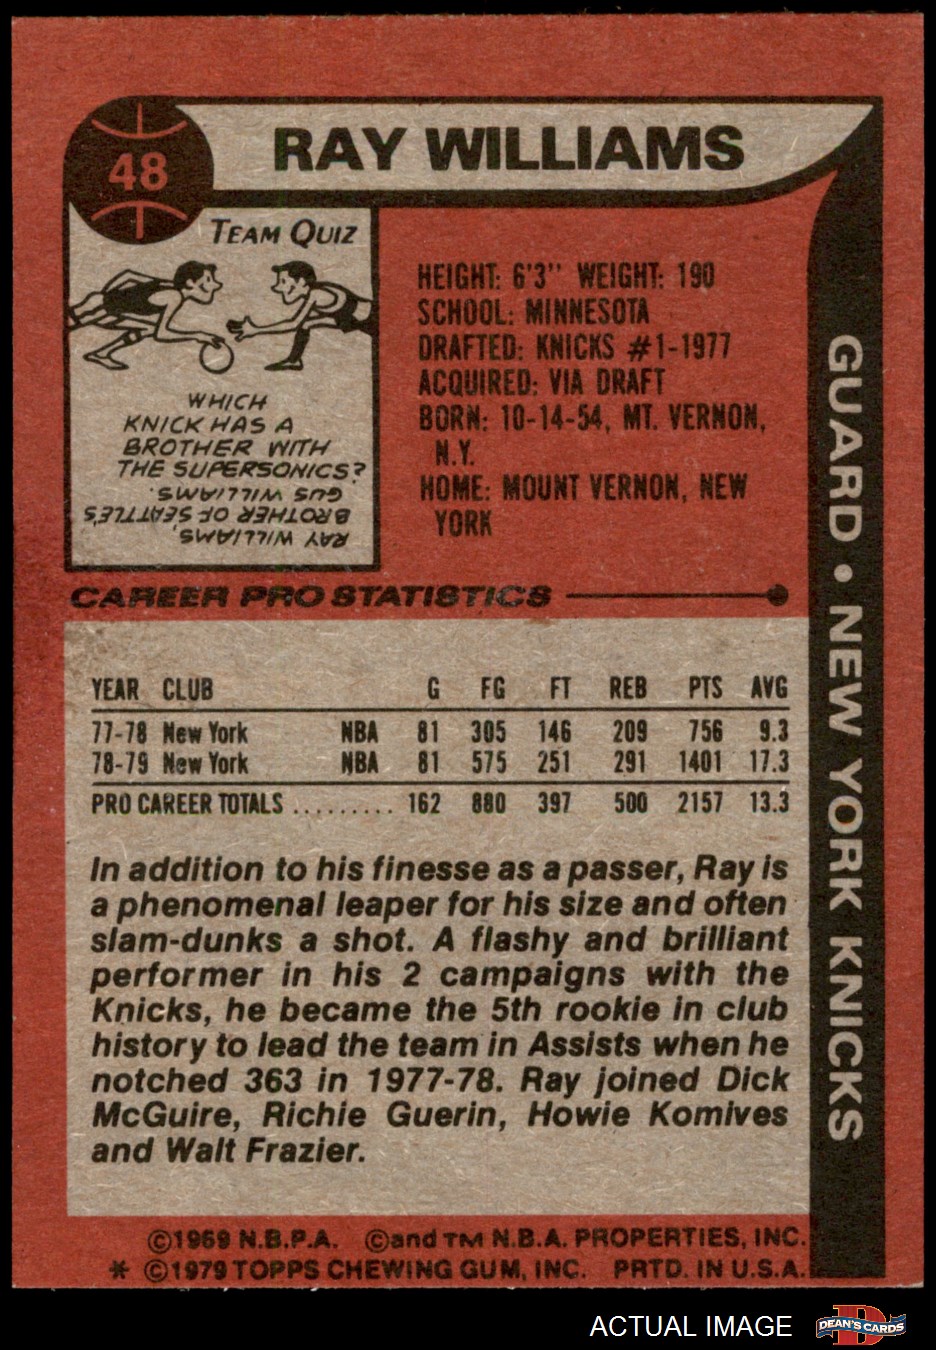 48
RAY WILLIAMS
TEAM QUIZ
WHICH
KNICK HAS A
BROTHER WITH
THE SUPERSONICS?
RAY WILLIAMS,
BROTHER OF SEATTLE'S
GUS WILLIAMS.
HEIGHT: 6'3" WEIGHT: 190
SCHOOL: MINNESOTA
DRAFTED: KNICKS #1-1977
ACQUIRED: VIA DRAFT
BORN: 10-14-54, MT. VERNON,
N.Y.
HOME: MOUNT VERNON, NEW
YORK
GUARD • NEW YORK KNICKS
CAREER PRO STATISTICS
YEAR CLUB G FG FT REB PTS AVG
77-78 New York NBA 81 305 146 209 756 9.3
78-79 New York NBA 81 575 251 291 1401 17.3
PRO CAREER TOTALS ......... 162 880 397 500 2157 13.3
In addition to his finesse as a passer, Ray is
a phenomenal leaper for his size and often
slam-dunks a shot. A flashy and brilliant
performer in his 2 campaigns with the
Knicks, he became the 5th rookie in club
history to lead the team in Assists when he
notched 363 in 1977-78. Ray joined Dick
McGuire, Richie Guerin, Howie Komives
and Walt Frazier.
©1969 N.B.P.A. ©and TM N.B.A. PROPERTIES, INC.
* ©1979 TOPPS CHEWING GUM, INC. PRTD. IN U.S.A.
ACTUAL IMAGE
D
DEAN'S CARDS